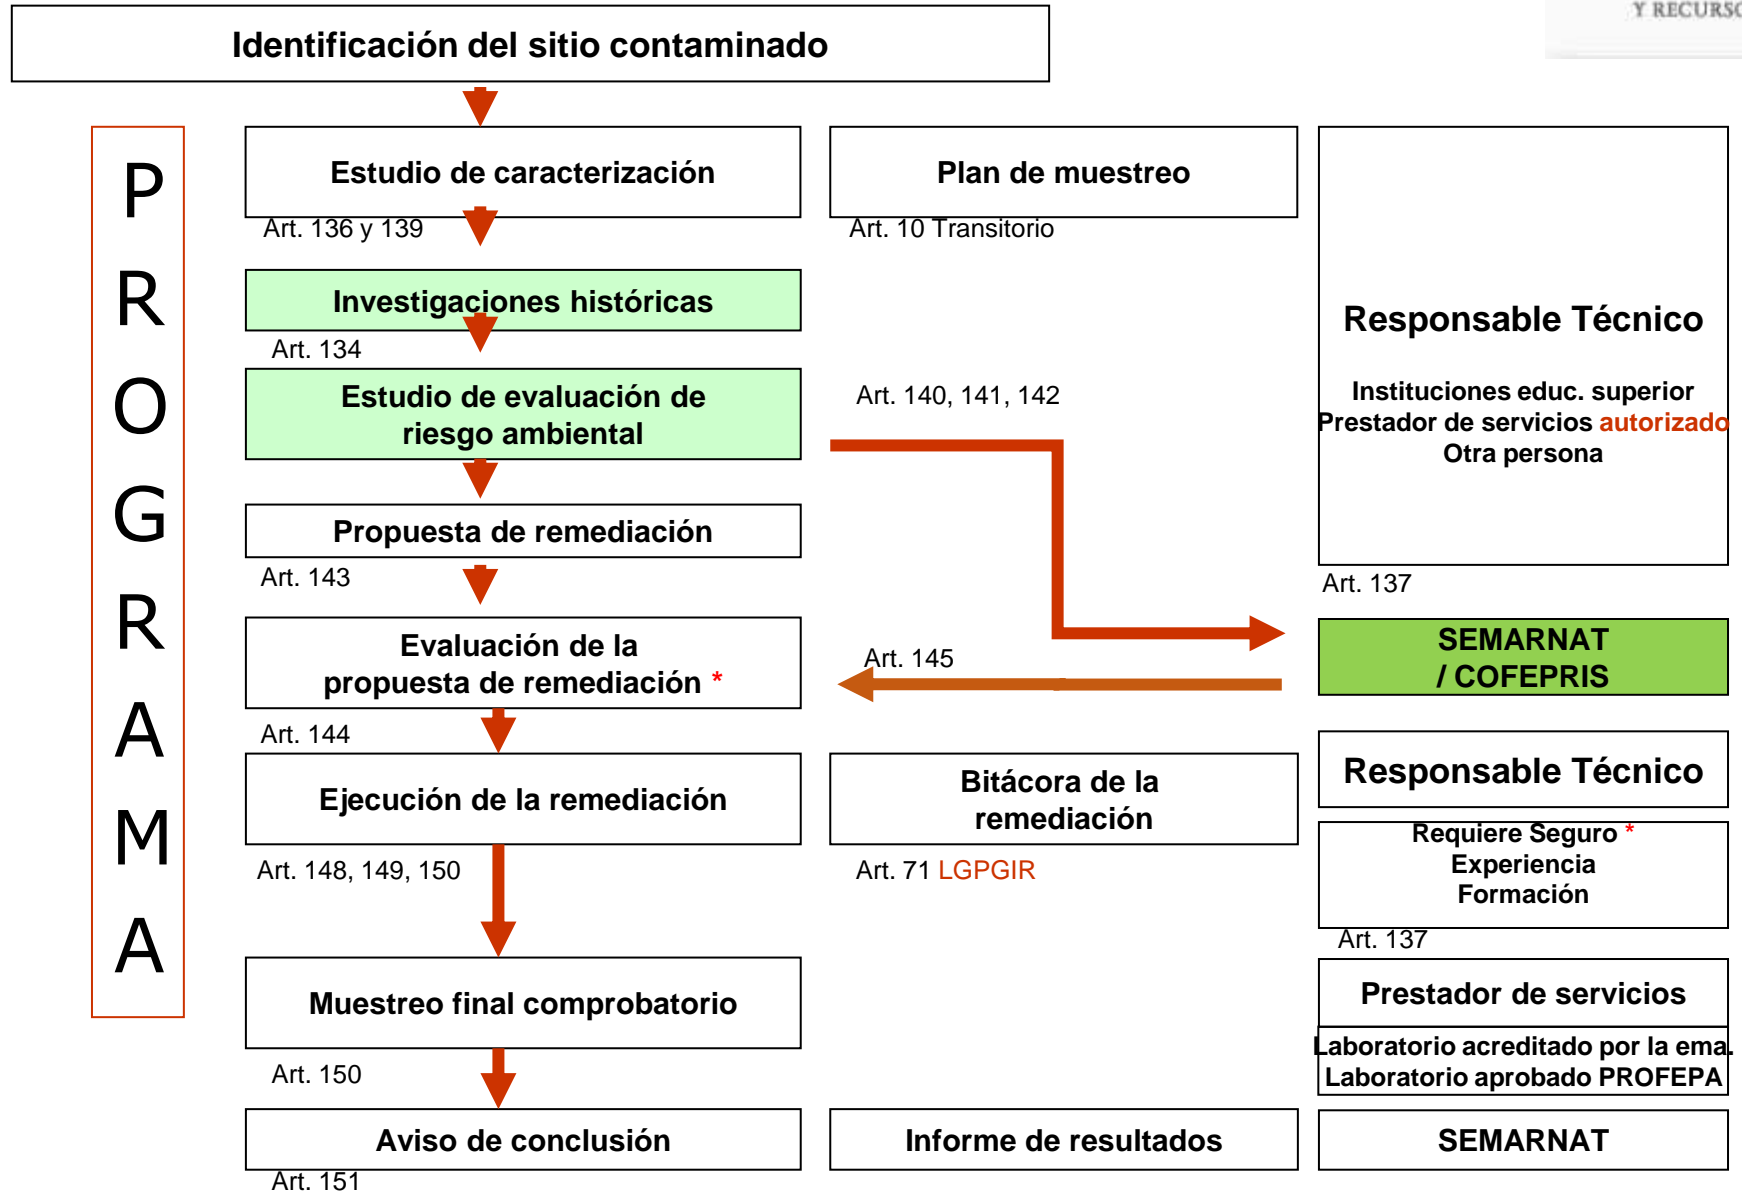 Y RECURSO
Identificación del sitio contaminado
PROGRAMA
Estudio de caracterización
Art. 136 y 139
Plan de muestreo
Art. 10 Transitorio
Investigaciones históricas
Art. 134
Estudio de evaluación de
riesgo ambiental
Art. 140, 141, 142
Responsable Técnico
Instituciones educ. superior
Prestador de servicios autorizado
Otra persona
Art. 137
Propuesta de remediación
Art. 143
Evaluación de la
propuesta de remediación *
Art. 144
Art. 145
SEMARNAT
/ COFEPRIS
Ejecución de la remediación
Art. 148, 149, 150
Bitácora de la
remediación
Art. 71 LGPGIR
Responsable Técnico
Requiere Seguro *
Experiencia
Formación
Art. 137
Muestreo final comprobatorio
Art. 150
Prestador de servicios
Laboratorio acreditado por la ema.
Laboratorio aprobado PROFEPA
Aviso de conclusión
Art. 151
Informe de resultados
SEMARNAT